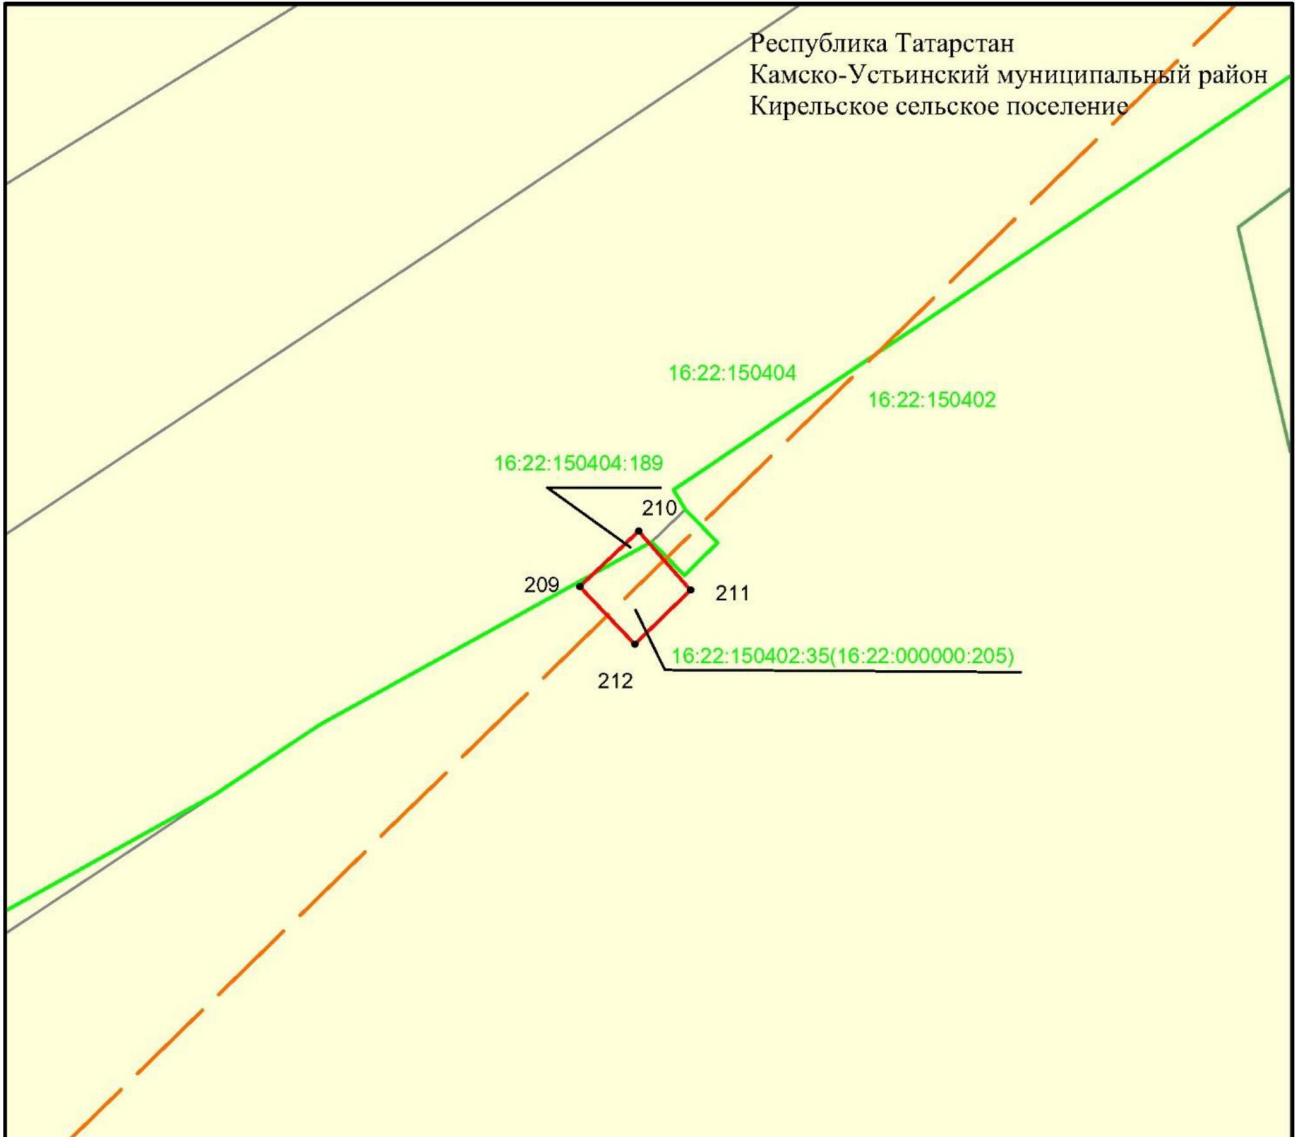 Республика Татарстан
Камско-Устьинский муниципальный район
Кирельское сельское поселение
16:22:150404
16:22:150402
16:22:150404:189
210
209
211
16:22:150402:35(16:22:000000:205)
212